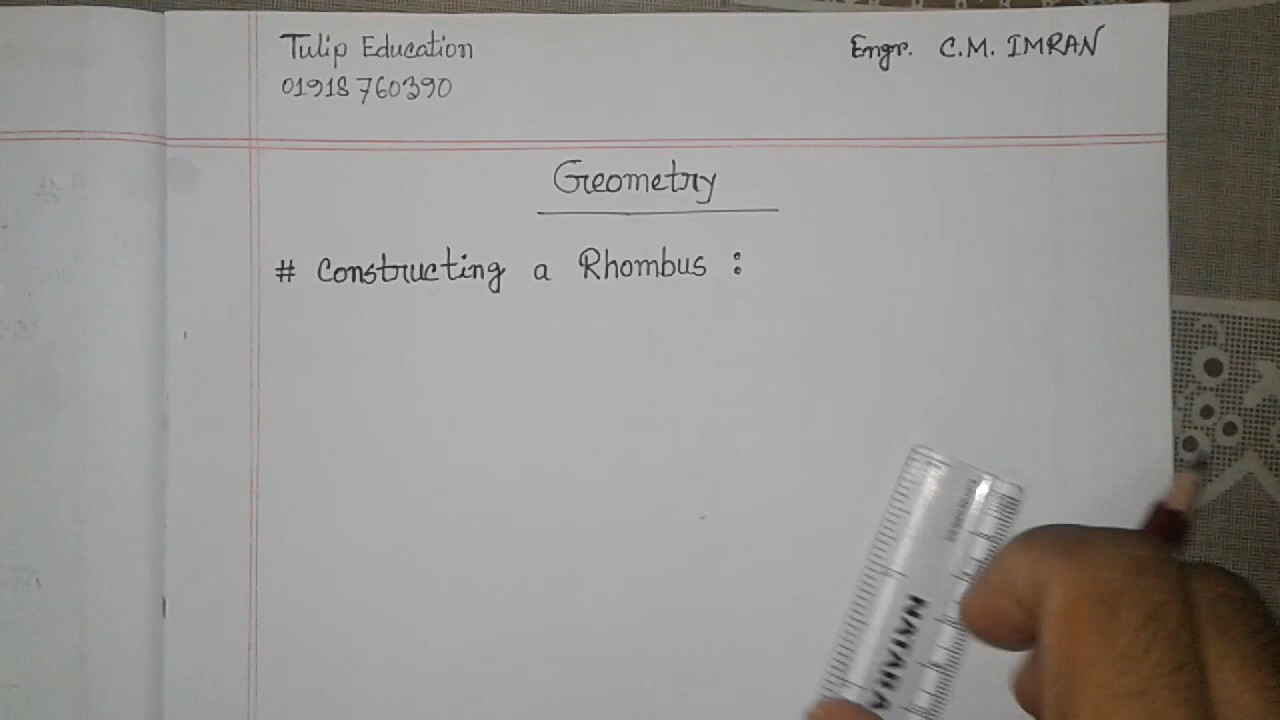 Tulip Education
01918 760390
Engr. C.M. IMRAN
Geometry
# Constructing a Rhombus :